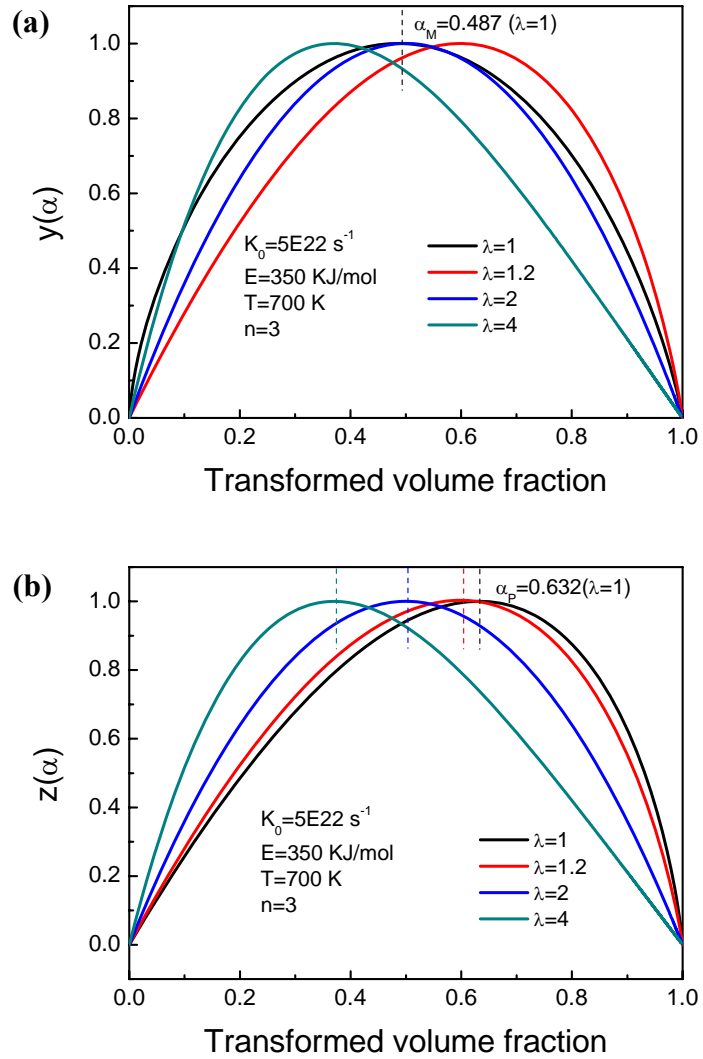 (a)
α_M=0.487 (λ=1)
1.0
0.8
0.6
0.4
0.2
0.0
y(α)
K_0=5E22 s^-1
E=350 KJ/mol
T=700 K
n=3
λ=1
λ=1.2
λ=2
λ=4
0.0 0.2 0.4 0.6 0.8 1.0
Transformed volume fraction
(b)
α_P=0.632(λ=1)
1.0
0.8
0.6
0.4
0.2
0.0
z(α)
K_0=5E22 s^-1
E=350 KJ/mol
T=700 K
n=3
λ=1
λ=1.2
λ=2
λ=4
0.0 0.2 0.4 0.6 0.8 1.0
Transformed volume fraction